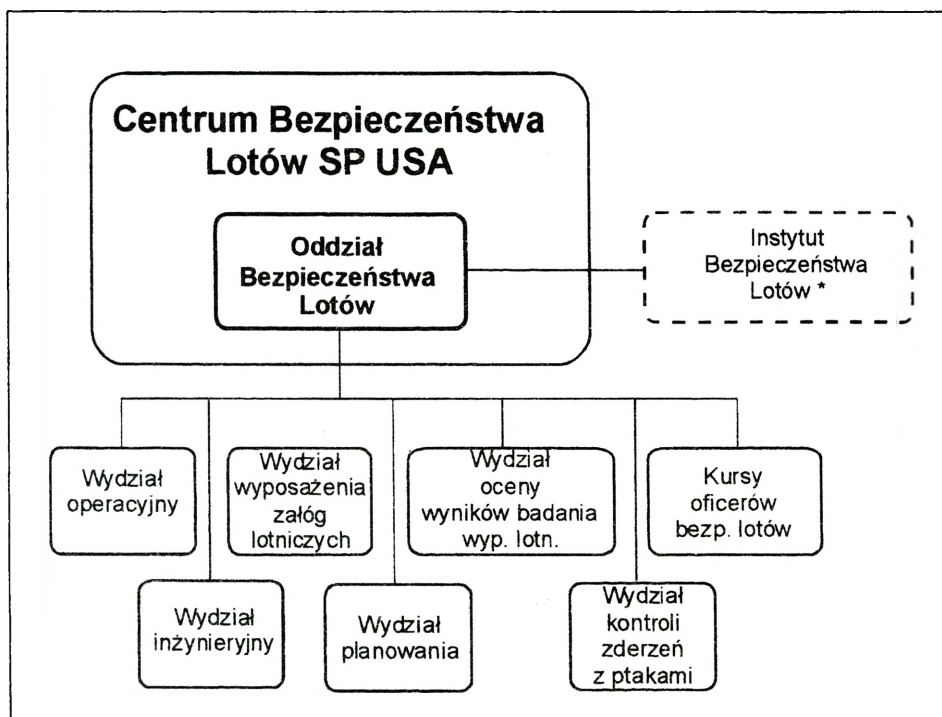 Centrum Bezpieczeństwa
Lotów SP USA
Oddział
Bezpieczeństwa
Lotów
Instytut
Bezpieczeństwa
Lotów *
Wydział
operacyjny
Wydział
wyposażenia
załóg
lotniczych
Wydział
oceny
wyników badania
wyp. lotn.
Kursy
oficerów
bezp. lotów
Wydział
inżynieryjny
Wydział
planowania
Wydział
kontroli
zderzeń
z ptakami